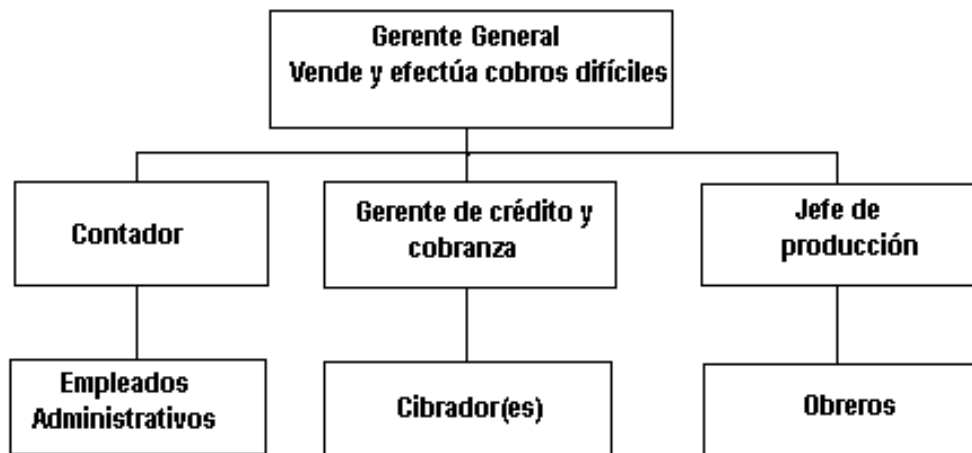 Gerente General
Vende y efectúa cobros difíciles
Contador
Gerente de crédito y
cobranza
Jefe de
producción
Empleados
Administrativos
Cibrador(es)
Obreros